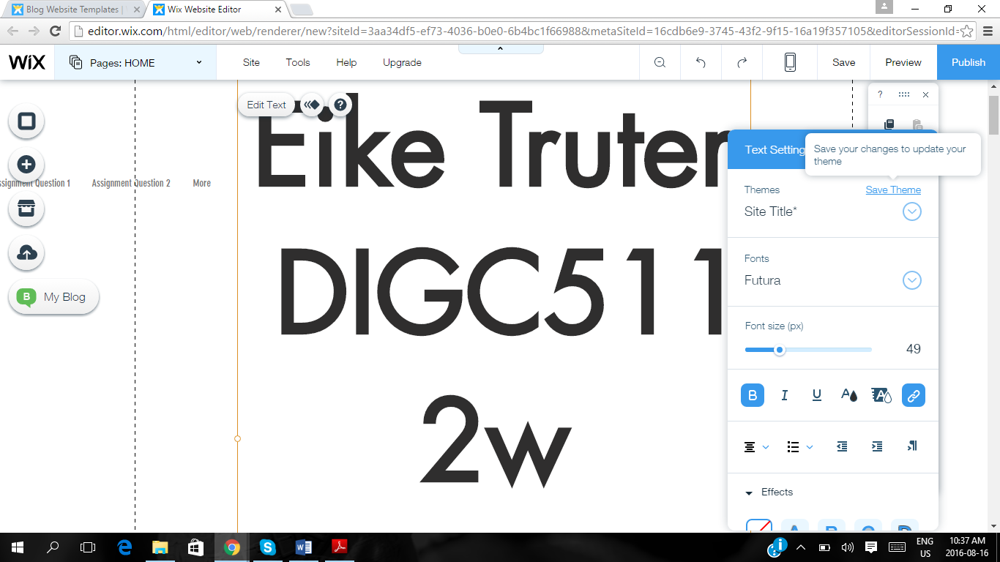 Blog Website Templates |
Wix Website Editor
editor.wix.com/html/editor/web/renderer/new?siteId=3aa34df5-ef73-4036-b0e0-6b4bc1f66988&metaSiteId=16cdb6e9-3745-43f2-9f15-16a19f357105&editorSessionId=
WiX Pages: HOME Site Tools Help Upgrade Save Preview Publish
Edit Text ?
?
Eike Truter
Text Setting
Save your changes to update your
theme
ssignment Question 1 Assignment Question 2 More
Themes Save Theme
Site Title*
DIGC511
Fonts
Futura
B My Blog
Font size (px)
49
2w
B I U A A
Effects
A B C D
ENG 10:37 AM
US 2016-08-16